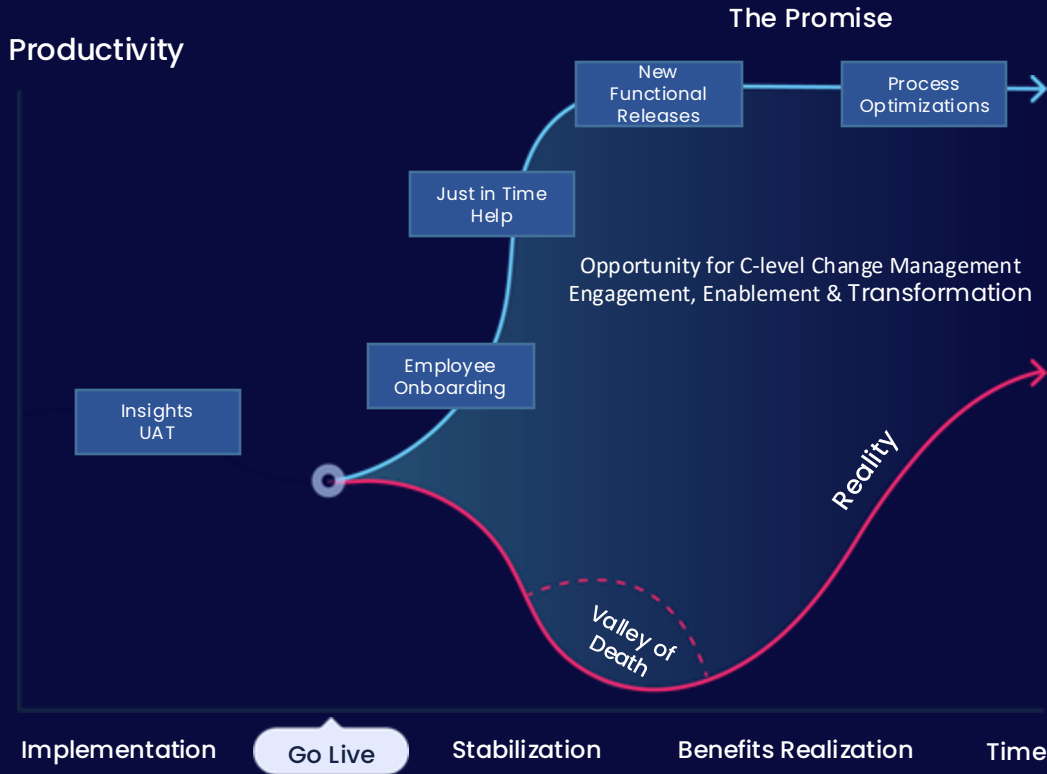 The Promise
Productivity
New
Functional
Releases
Process
Optimizations
Just in Time
Help
Opportunity for C-level Change Management
Engagement, Enablement & Transformation
Employee
Onboarding
Insights
UAT
Reality
Valley of
Death
Implementation
Go Live
Stabilization
Benefits Realization
Time